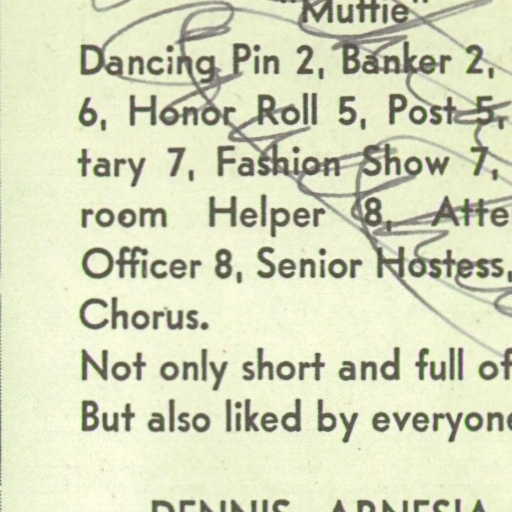 "Muffie"
Dancing Pin 2, Banker 2,
6, Honor Roll 5, Post 5,
tary 7, Fashion Show 7,
room Helper 8, Atte
Officer 8, Senior Hostess,
Chorus.
Not only short and full of
But also liked by everyone
DENNIS ARNESIA